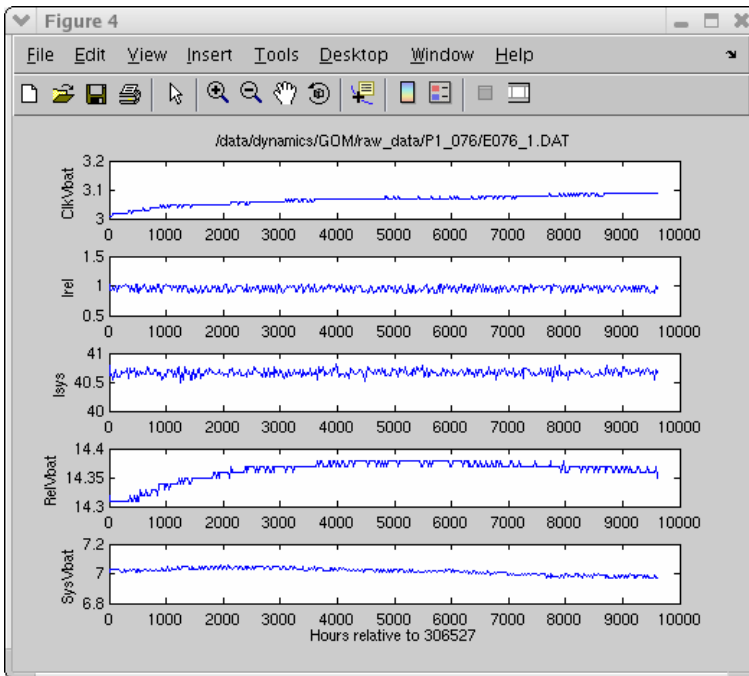 Figure 4
File Edit View Insert Tools Desktop Window Help
/data/dynamics/GOM/raw_data/P1_076/E076_1.DAT
3.2
3.1
3
ClkVbat
0 1000 2000 3000 4000 5000 6000 7000 8000 9000 10000
1.5
1
0.5
Irel
0 1000 2000 3000 4000 5000 6000 7000 8000 9000 10000
41
40.5
40
Isys
0 1000 2000 3000 4000 5000 6000 7000 8000 9000 10000
14.4
14.35
14.3
RelVbat
0 1000 2000 3000 4000 5000 6000 7000 8000 9000 10000
7.2
7
6.8
SysVbat
0 1000 2000 3000 4000 5000 6000 7000 8000 9000 10000
Hours relative to 306527